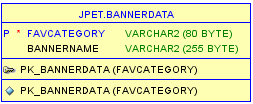 JPET.BANNERDATA
P * FAVCATEGORY VARCHAR2 (80 BYTE)
BANNERNAME VARCHAR2 (255 BYTE)
PK_BANNERDATA (FAVCATEGORY)
PK_BANNERDATA (FAVCATEGORY)